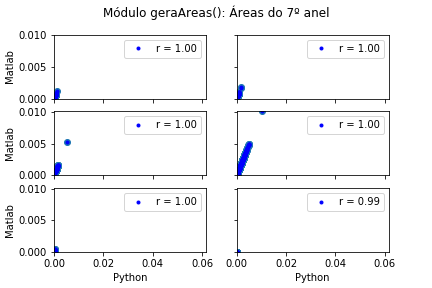 Módulo geraAreas(): Áreas do 7º anel
0.010
0.005
0.000
Matlab
r = 1.00
r = 1.00
0.010
0.005
0.000
Matlab
r = 1.00
r = 1.00
0.010
0.005
0.000
Matlab
r = 1.00
r = 0.99
0.00 0.02 0.04 0.06
0.00 0.02 0.04 0.06
Python
Python